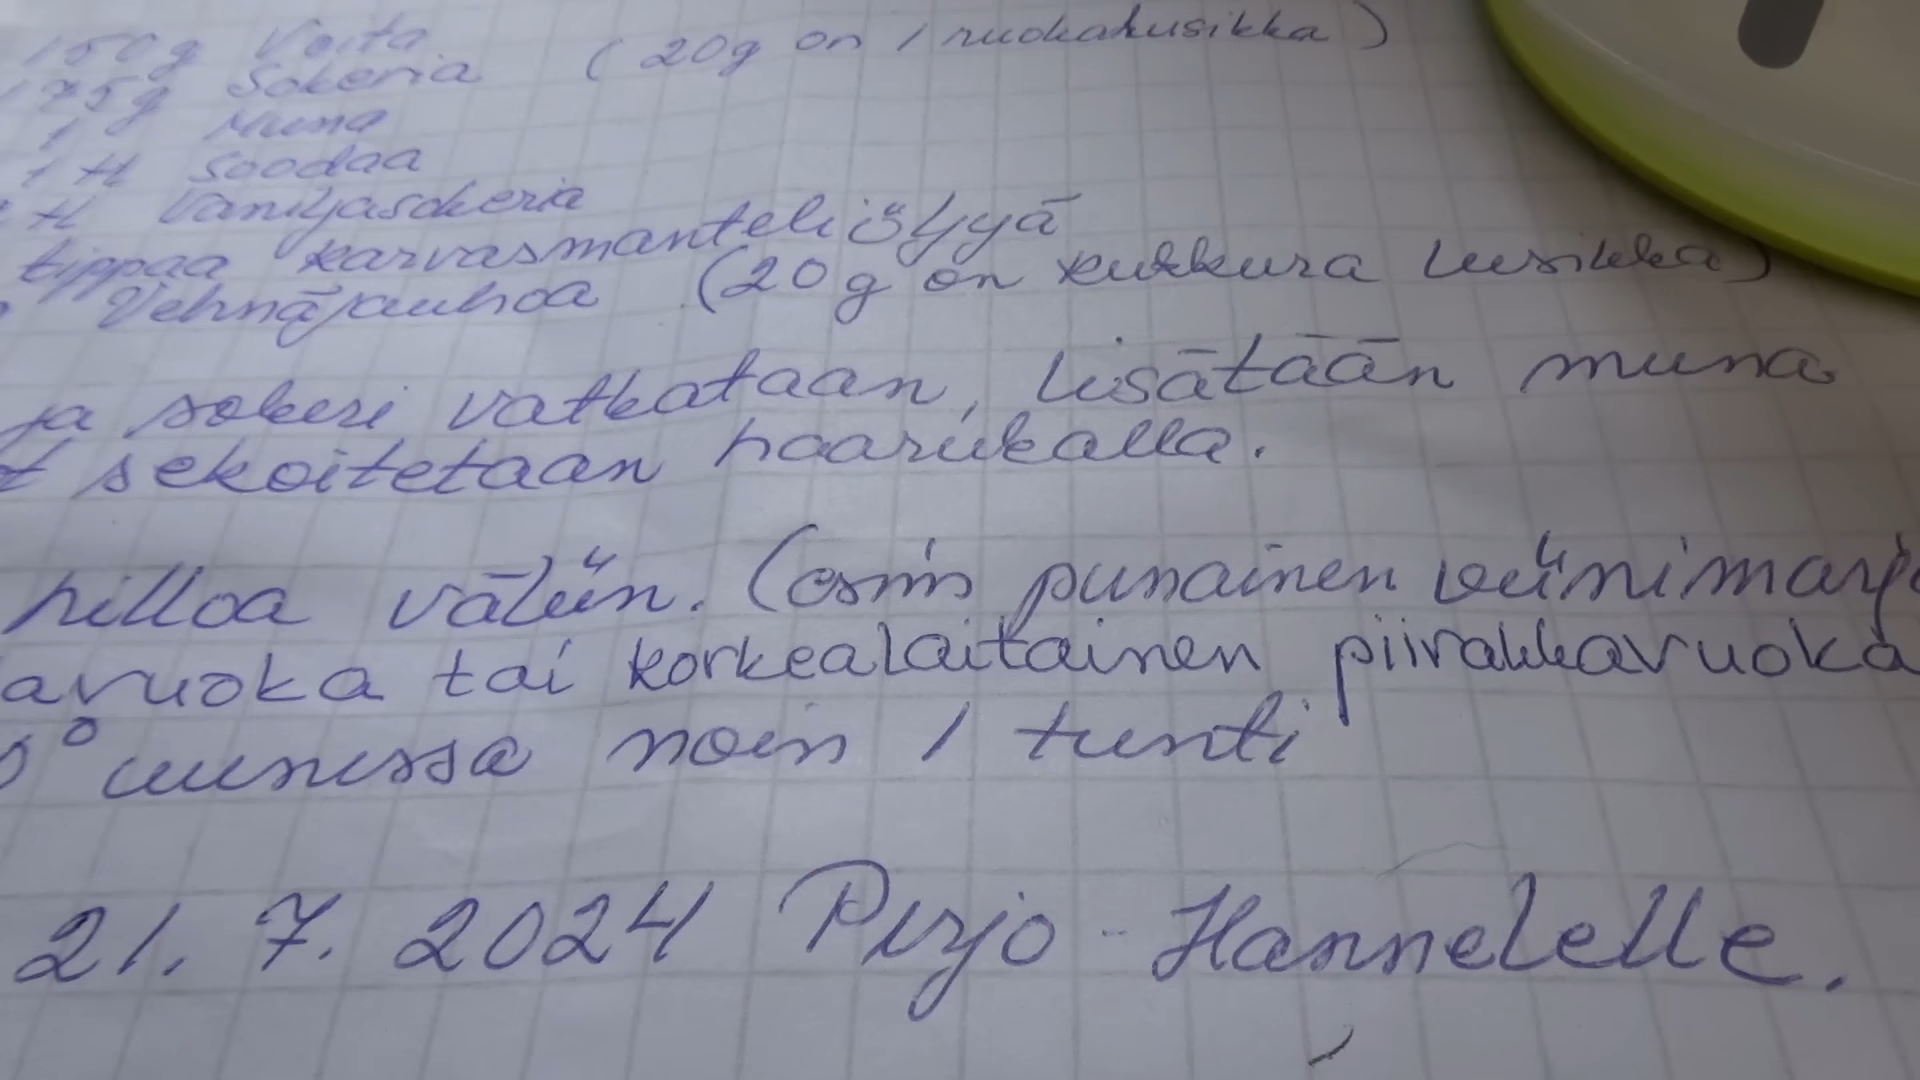 150g Voita
175g Sokeria (20g on 1 ruokalusikka)
1 Muna
1 tl Soodaa
tl Vaniljasokeria
tippaa karvasmanteliöljyä
Vehnäjauhoa (20g on kukkura lusikka)
ja sokeri vatkataan, lisätään muna
t sekoitetaan haarukalla.
hilloa väliin. (esim punainen viinimarja
avuoka tai korkealaitainen piirakkavuoka
0° uunissa noin 1 tunti
21.7.2024 Pirjo-Hannelelle.